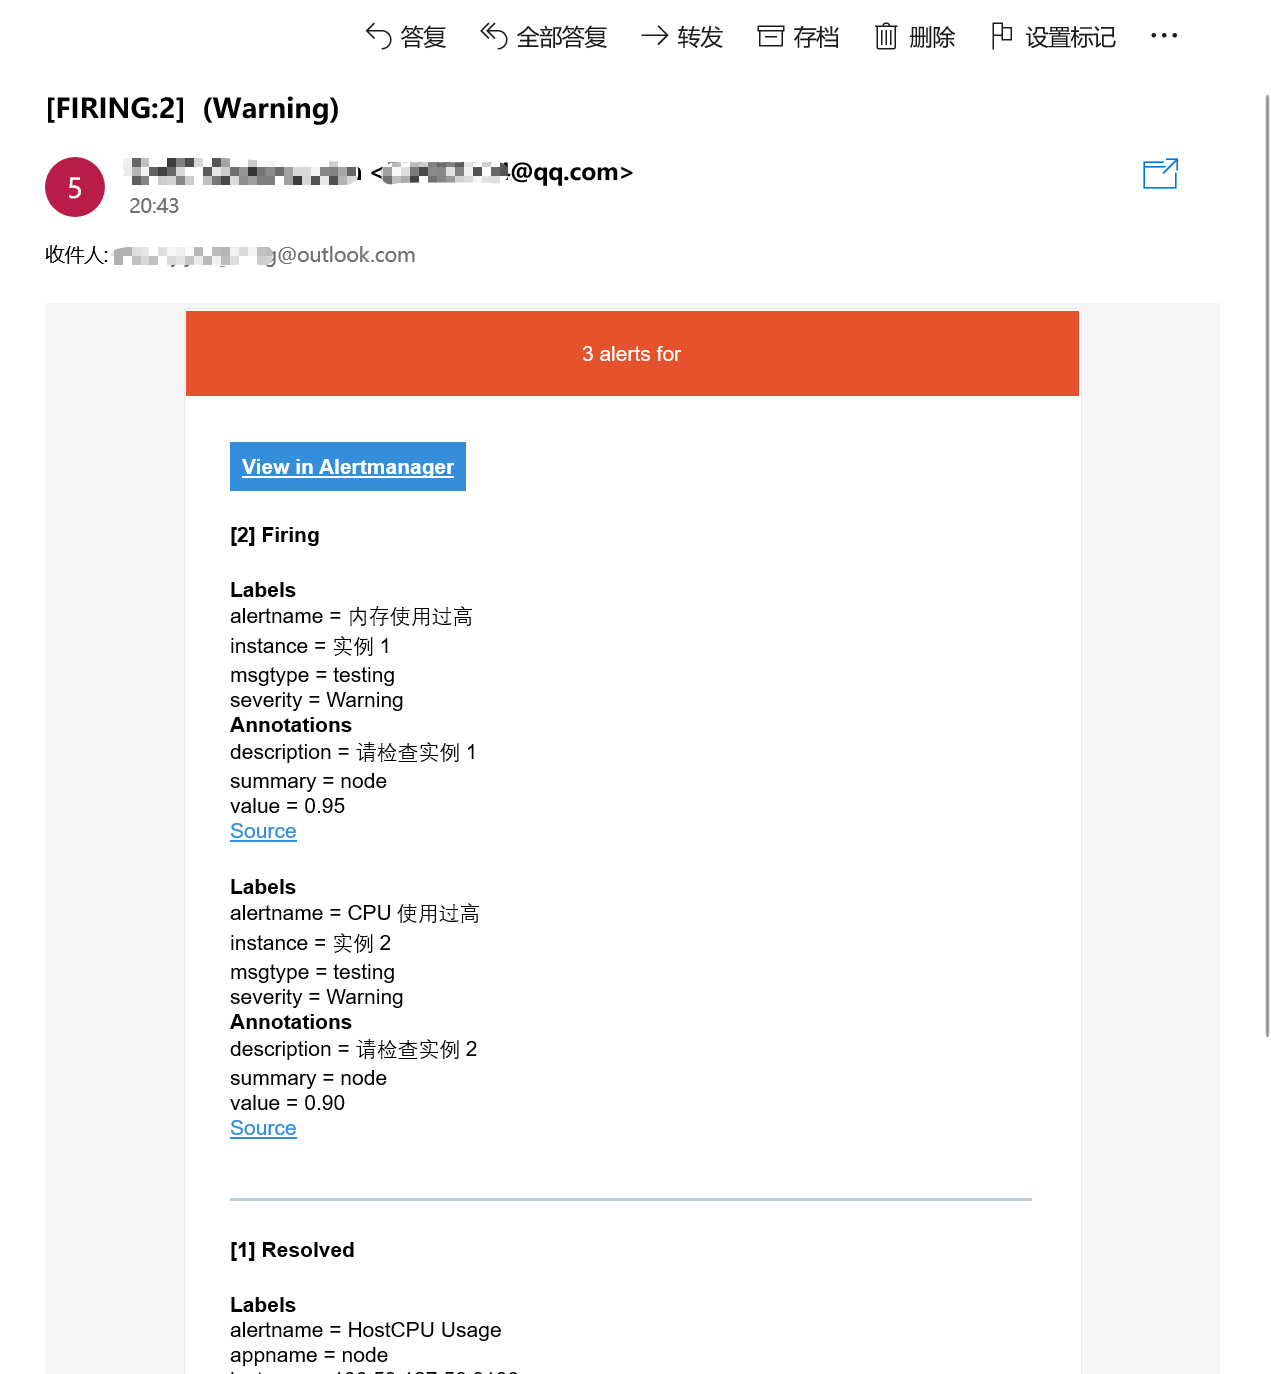 答复 全部答复 转发 存档 删除 设置标记 ...
[FIRING:2] (Warning)
5
<@qq.com>
20:43
收件人: @outlook.com
3 alerts for
View in Alertmanager
[2] Firing
Labels
alertname = 内存使用过高
instance = 实例 1
msgtype = testing
severity = Warning
Annotations
description = 请检查实例 1
summary = node
value = 0.95
Source
Labels
alertname = CPU 使用过高
instance = 实例 2
msgtype = testing
severity = Warning
Annotations
description = 请检查实例 2
summary = node
value = 0.90
Source
[1] Resolved
Labels
alertname = HostCPU Usage
appname = node